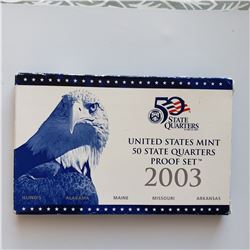 50
STATE
QUARTERS
UNITED STATES MINT
50 STATE QUARTERS
PROOF SET™
2003
ILLINOIS ALABAMA MAINE MISSOURI ARKANSAS